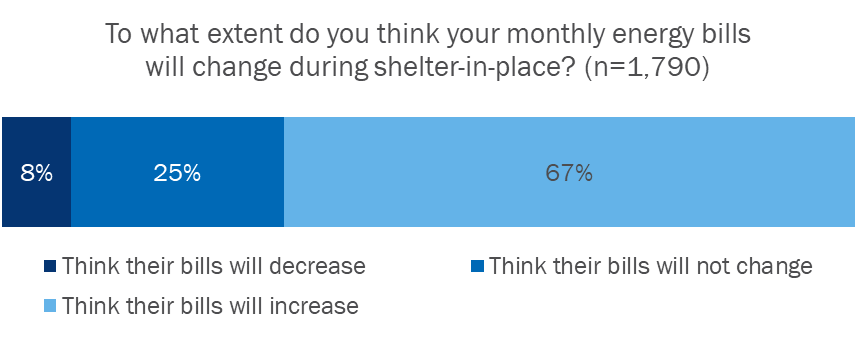 To what extent do you think your monthly energy bills
will change during shelter-in-place? (n=1,790)
8%
25%
67%
Think their bills will decrease
Think their bills will not change
Think their bills will increase